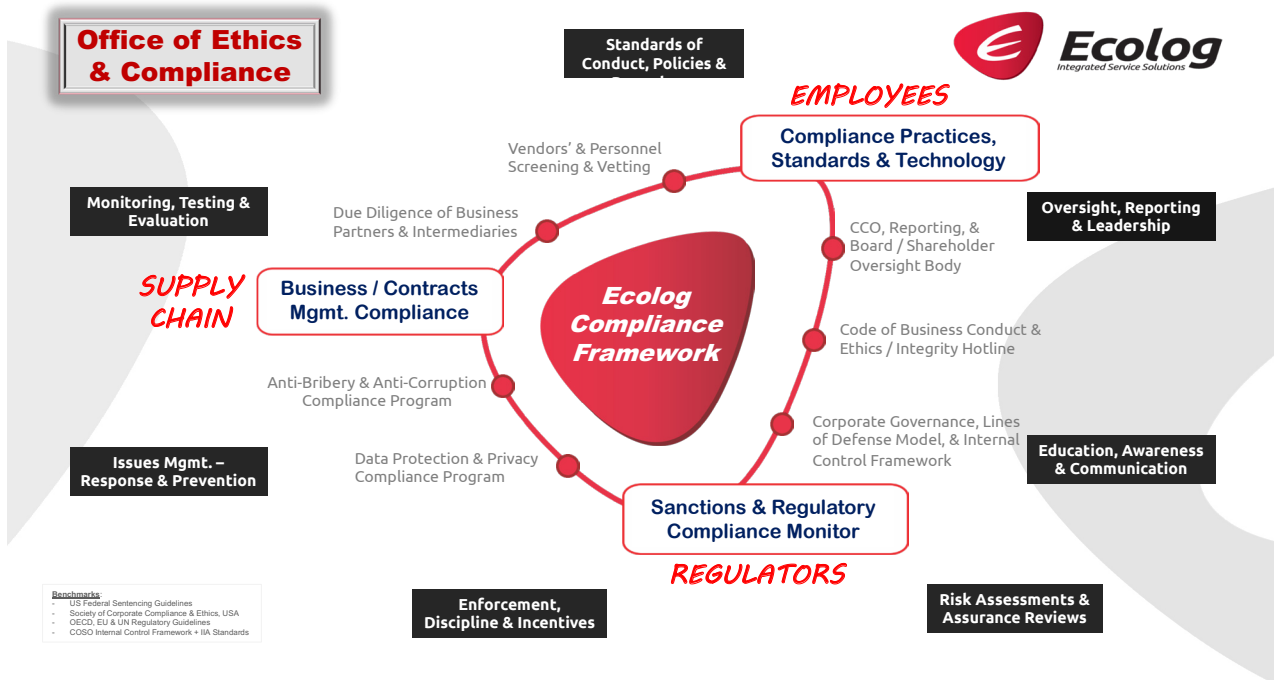 Office of Ethics
& Compliance
Standards of
Conduct, Policies &
Ecolog
Integrated Service Solutions
EMPLOYEES
Compliance Practices,
Standards & Technology
Vendors' & Personnel
Screening & Vetting
Monitoring, Testing &
Evaluation
Due Diligence of Business
Partners & Intermediaries
Oversight, Reporting
& Leadership
CCO, Reporting, &
Board / Shareholder
Oversight Body
SUPPLY
CHAIN
Business / Contracts
Mgmt. Compliance
Ecolog
Compliance
Framework
Code of Business Conduct &
Ethics / Integrity Hotline
Anti-Bribery & Anti-Corruption
Compliance Program
Corporate Governance, Lines
of Defense Model, & Internal
Control Framework
Education, Awareness
& Communication
Issues Mgmt. –
Response & Prevention
Data Protection & Privacy
Compliance Program
Sanctions & Regulatory
Compliance Monitor
REGULATORS
Benchmarks:
- US Federal Sentencing Guidelines
- Society of Corporate Compliance & Ethics, USA
- OECD, EU & UN Regulatory Guidelines
- COSO Internal Control Framework + IIA Standards
Enforcement,
Discipline & Incentives
Risk Assessments &
Assurance Reviews